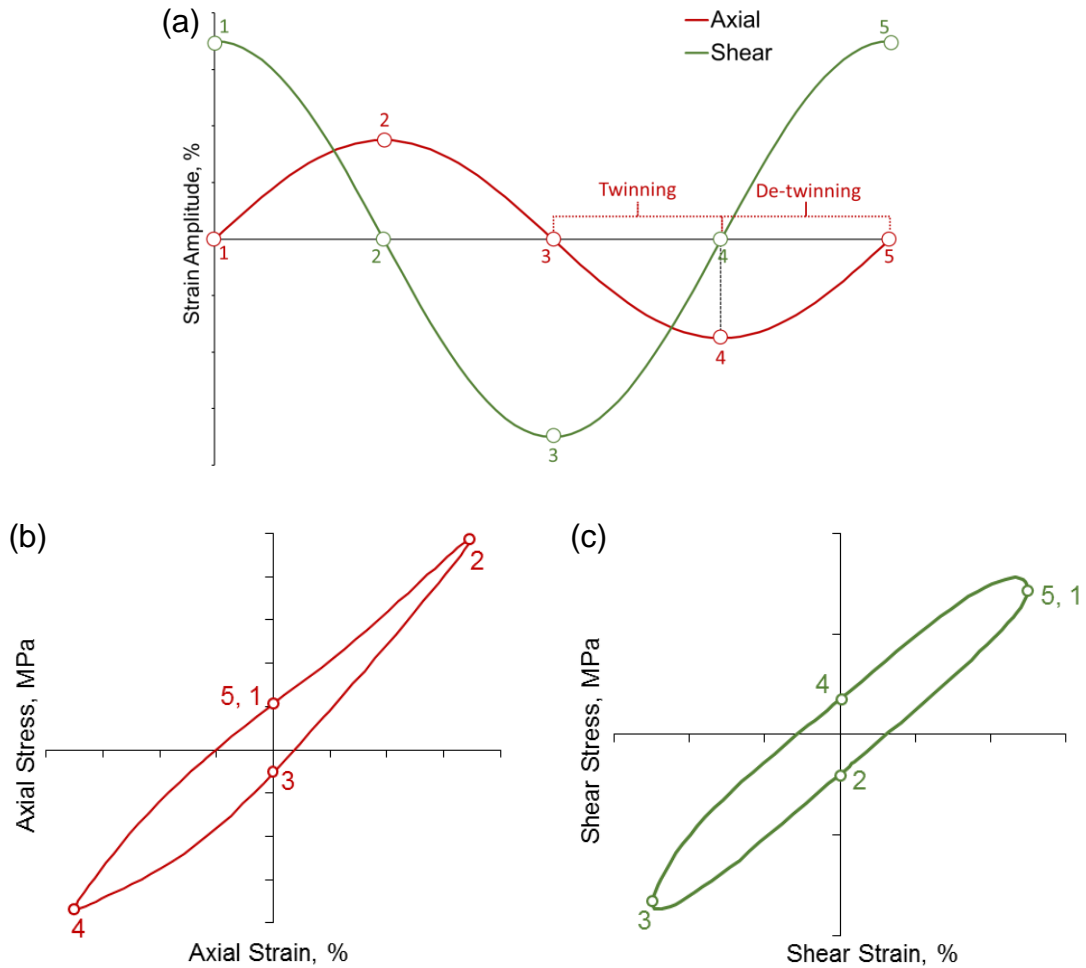 (a)
Axial
Shear
1
5
2
Twinning
De-twinning
Strain Amplitude, %
1
2
3
4
5
4
3
(b)
(c)
2
5, 1
5, 1
4
3
2
4
3
Axial Stress, MPa
Shear Stress, MPa
Axial Strain, %
Shear Strain, %